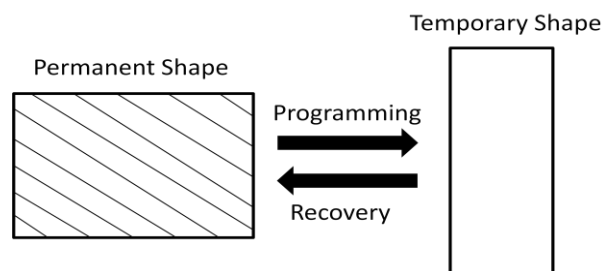 Temporary Shape
Permanent Shape
Programming
Recovery